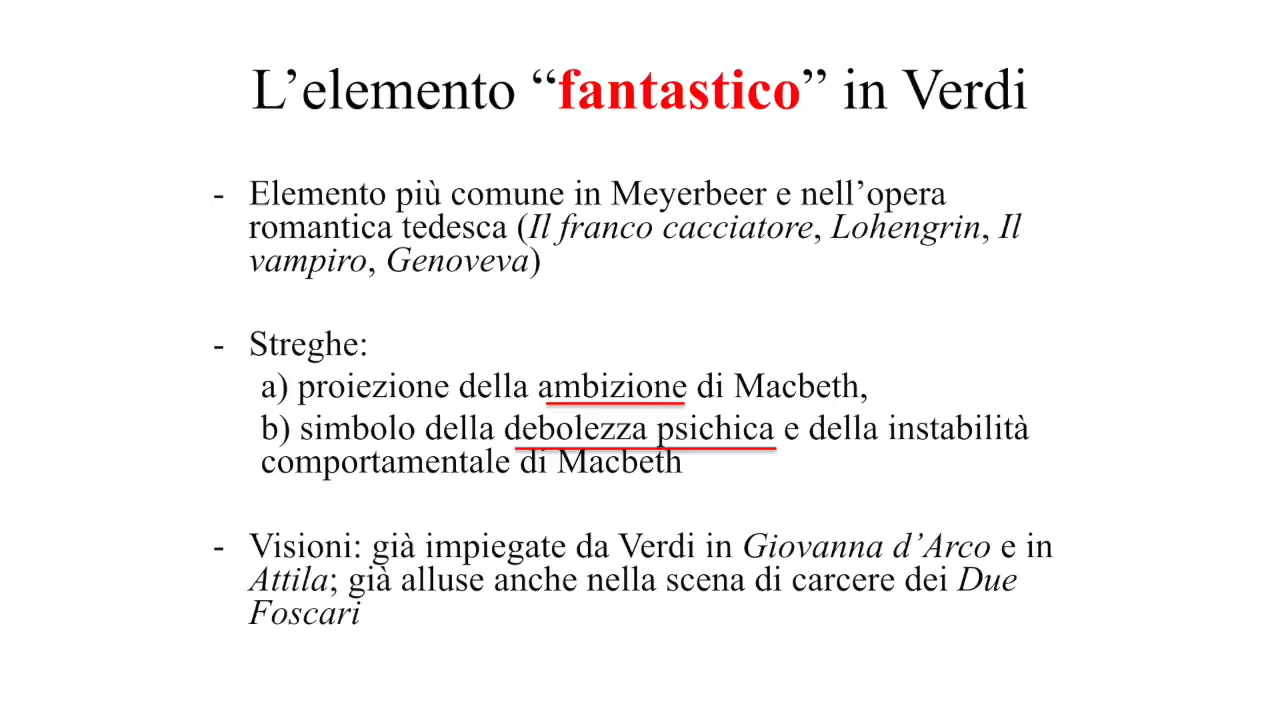 L’elemento “fantastico” in Verdi
- Elemento più comune in Meyerbeer e nell’opera
romantica tedesca (Il franco cacciatore, Lohengrin, Il
vampiro, Genoveva)
- Streghe:
a) proiezione della ambizione di Macbeth,
b) simbolo della debolezza psichica e della instabilità
comportamentale di Macbeth
- Visioni: già impiegate da Verdi in Giovanna d’Arco e in
Attila; già alluse anche nella scena di carcere dei Due
Foscari